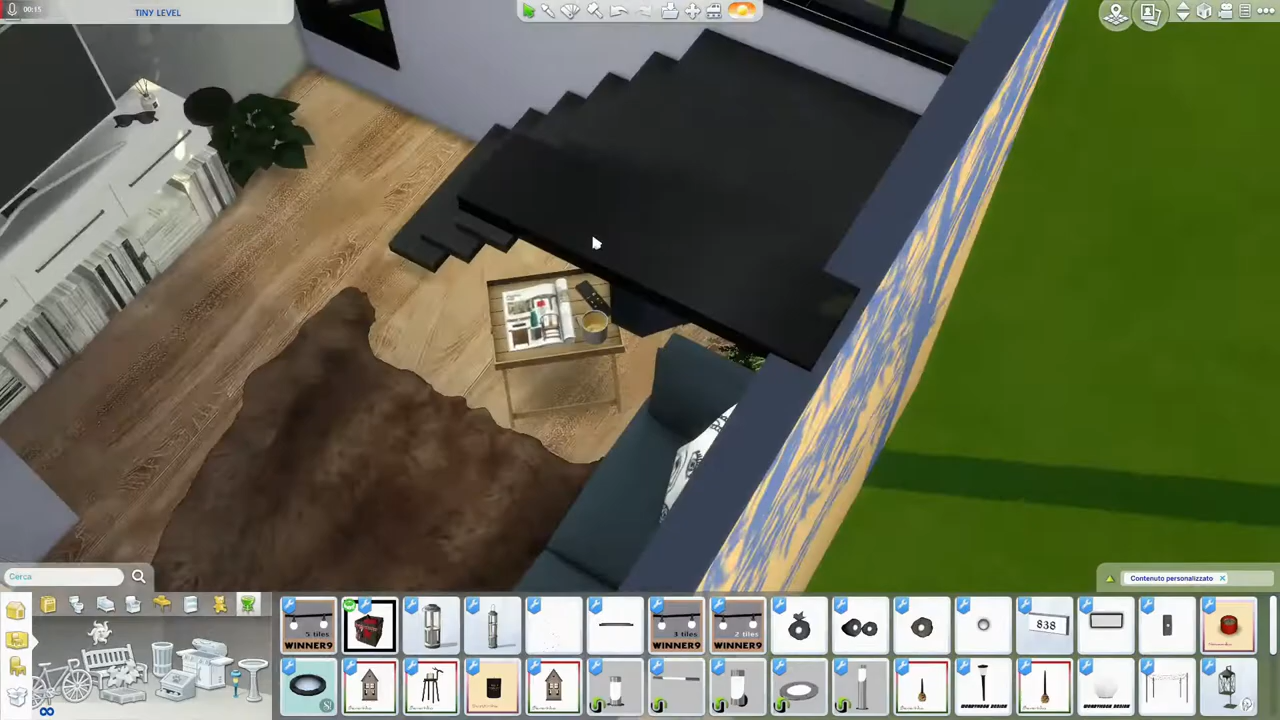 00:15
TINY LEVEL
Cerca
Contenuto personalizzato
5 tiles
WINNER9
3 tiles
WINNER9
2 tiles
WINNER9
838